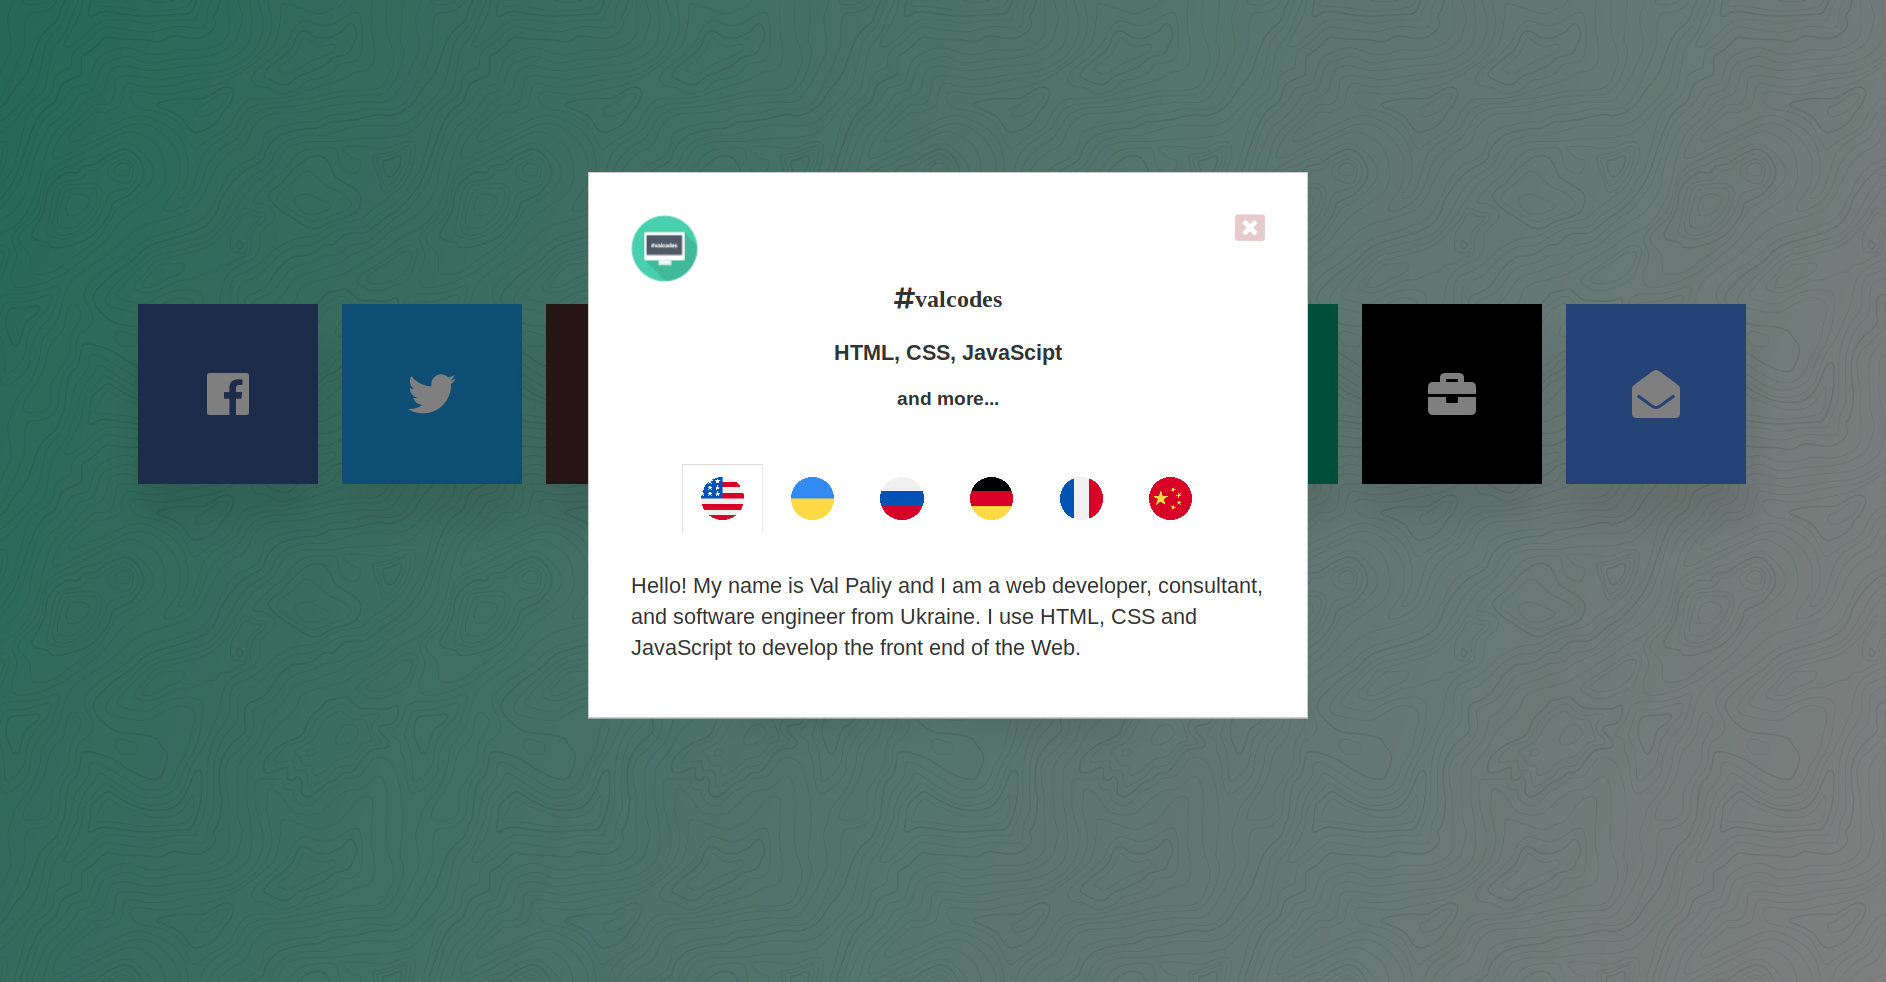 #valcodes
#valcodes
HTML, CSS, JavaScipt
and more...
Hello! My name is Val Paliy and I am a web developer, consultant,
and software engineer from Ukraine. I use HTML, CSS and
JavaScript to develop the front end of the Web.